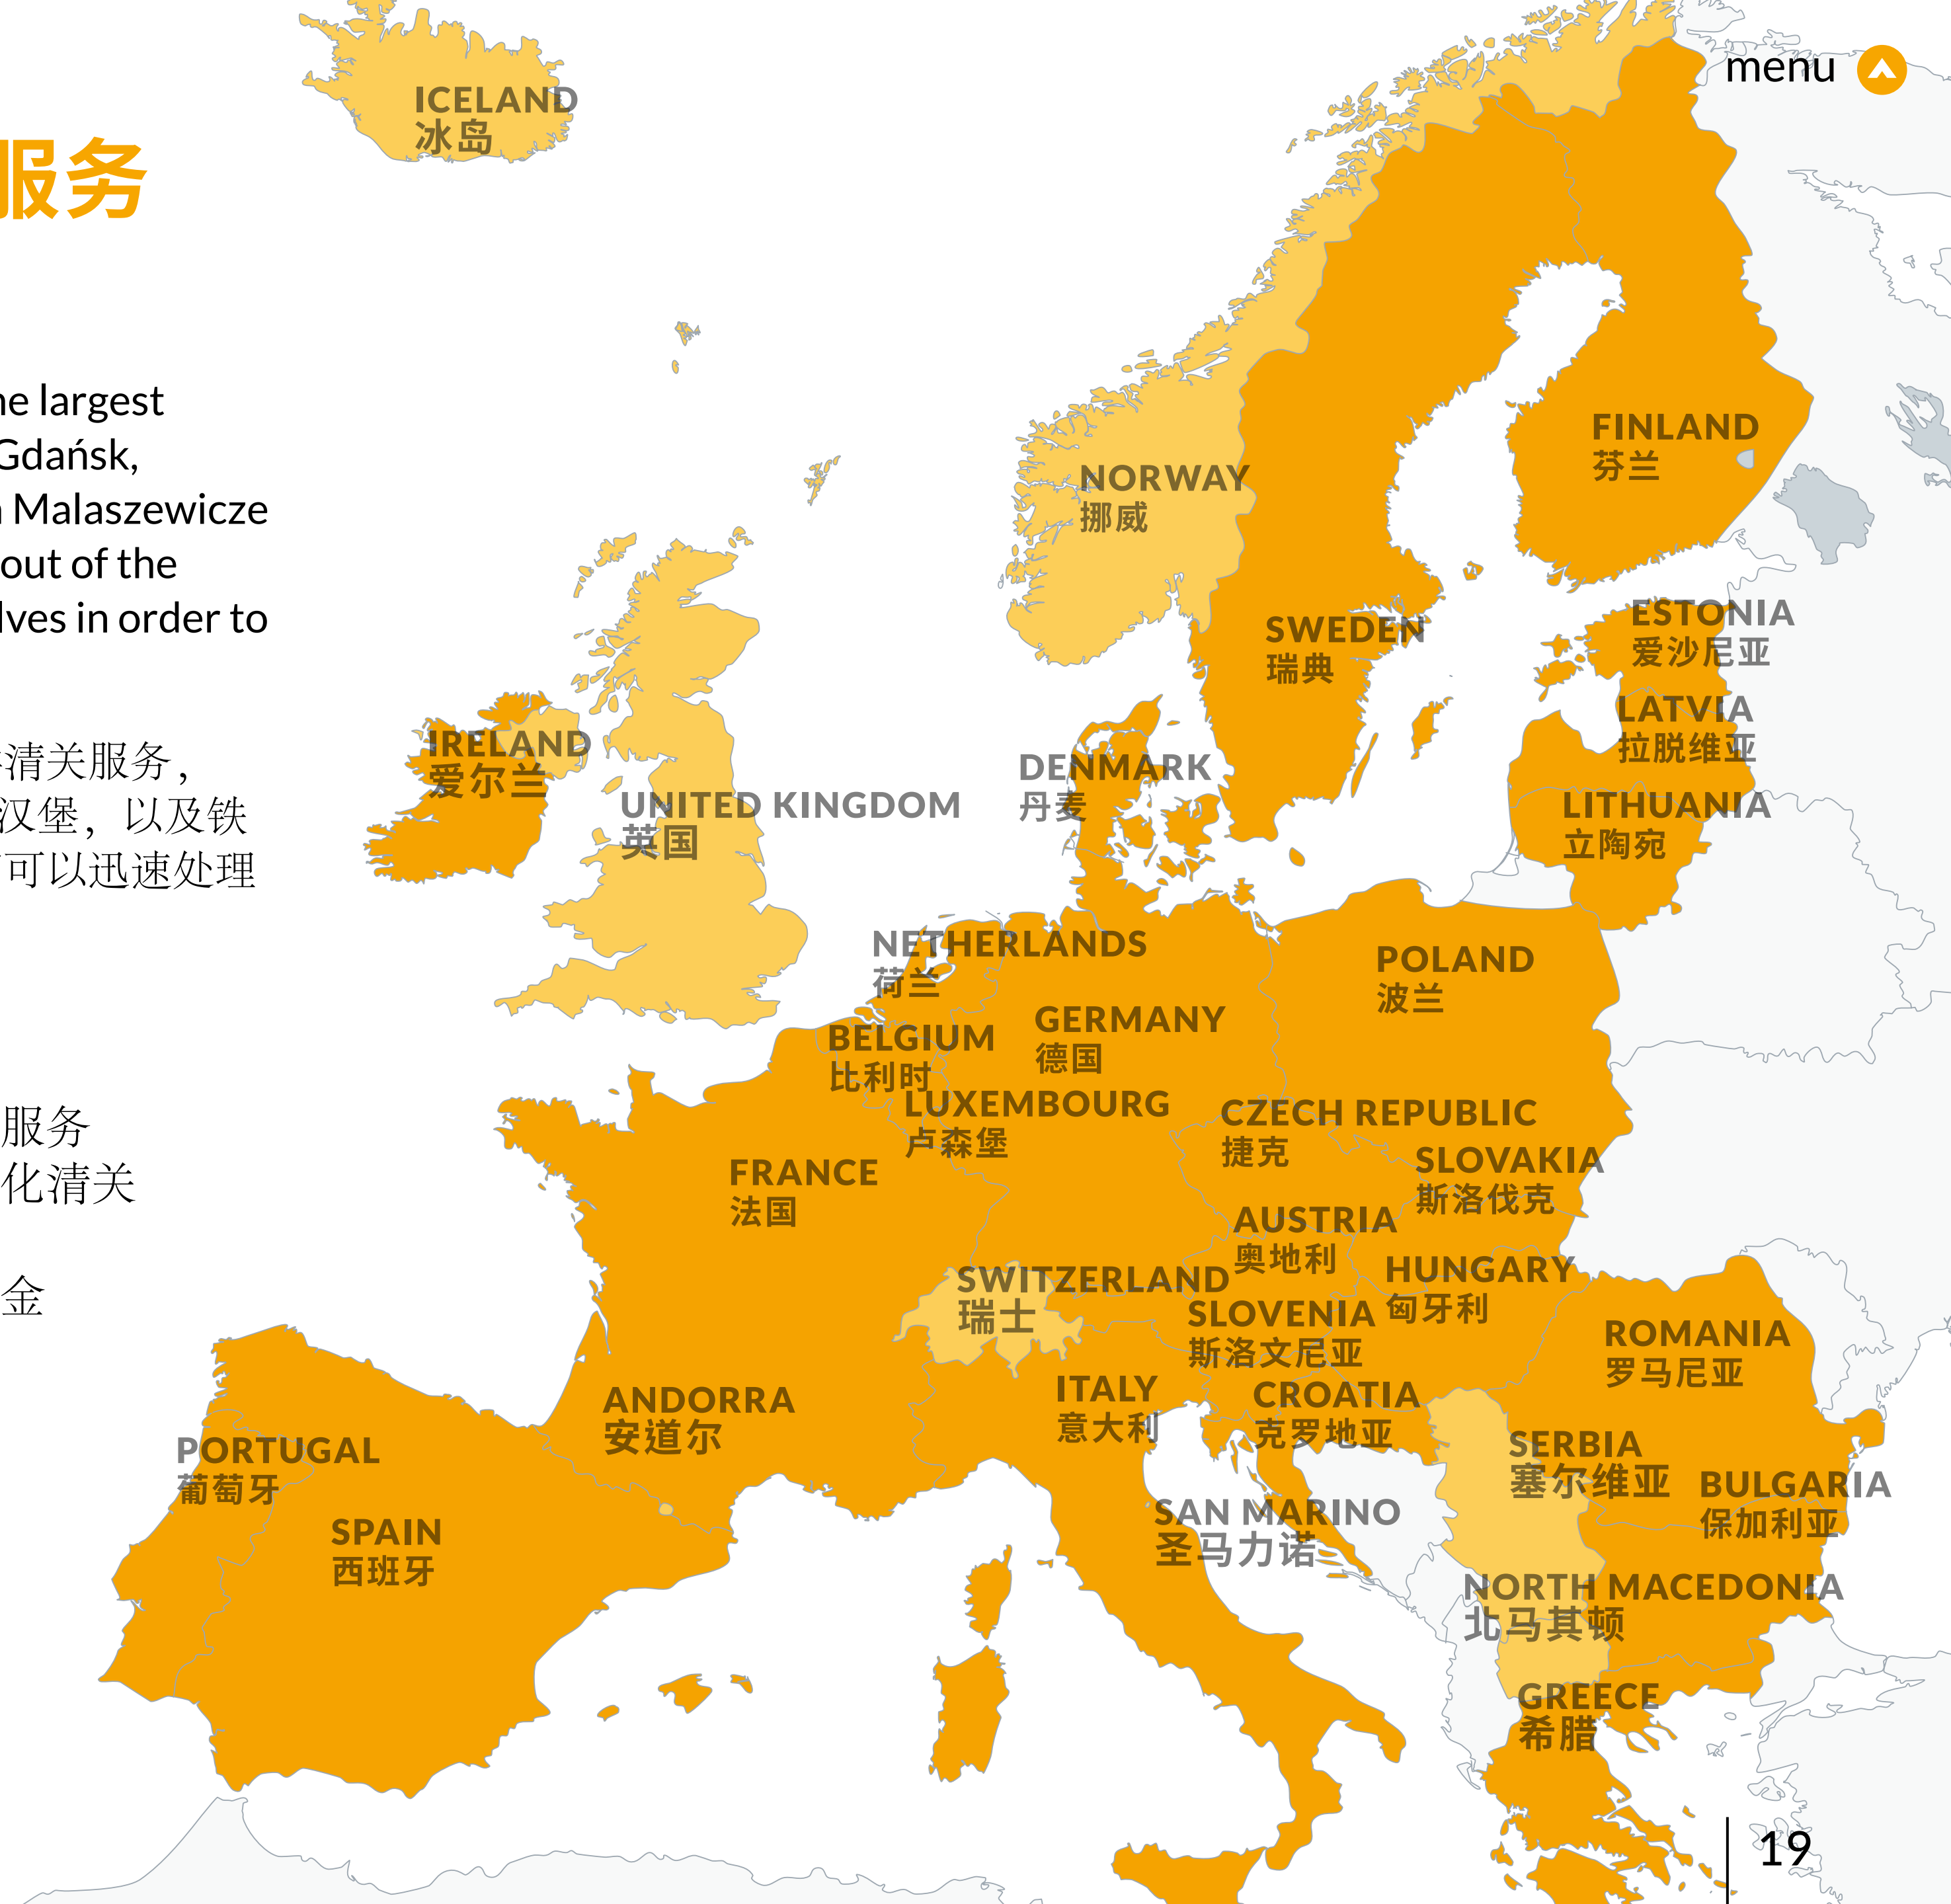 menu
服务
he largest
Gdańsk,
Malaszewicze
out of the
lves in order to
清关服务，
汉堡，以及铁
可以迅速处理
服务
化清关
金
ICELAND
冰岛
NORWAY
挪威
FINLAND
芬兰
SWEDEN
瑞典
ESTONIA
爱沙尼亚
LATVIA
拉脱维亚
LITHUANIA
立陶宛
IRELAND
爱尔兰
UNITED KINGDOM
英国
DENMARK
丹麦
NETHERLANDS
荷兰
POLAND
波兰
GERMANY
德国
BELGIUM
比利时
LUXEMBOURG
卢森堡
CZECH REPUBLIC
捷克
SLOVAKIA
斯洛伐克
FRANCE
法国
AUSTRIA
奥地利
HUNGARY
匈牙利
SWITZERLAND
瑞士
SLOVENIA
斯洛文尼亚
ROMANIA
罗马尼亚
ITALY
意大利
CROATIA
克罗地亚
ANDORRA
安道尔
PORTUGAL
葡萄牙
SERBIA
塞尔维亚
BULGARIA
保加利亚
SPAIN
西班牙
SAN MARINO
圣马力诺
NORTH MACEDONIA
北马其顿
GREECE
希腊
19